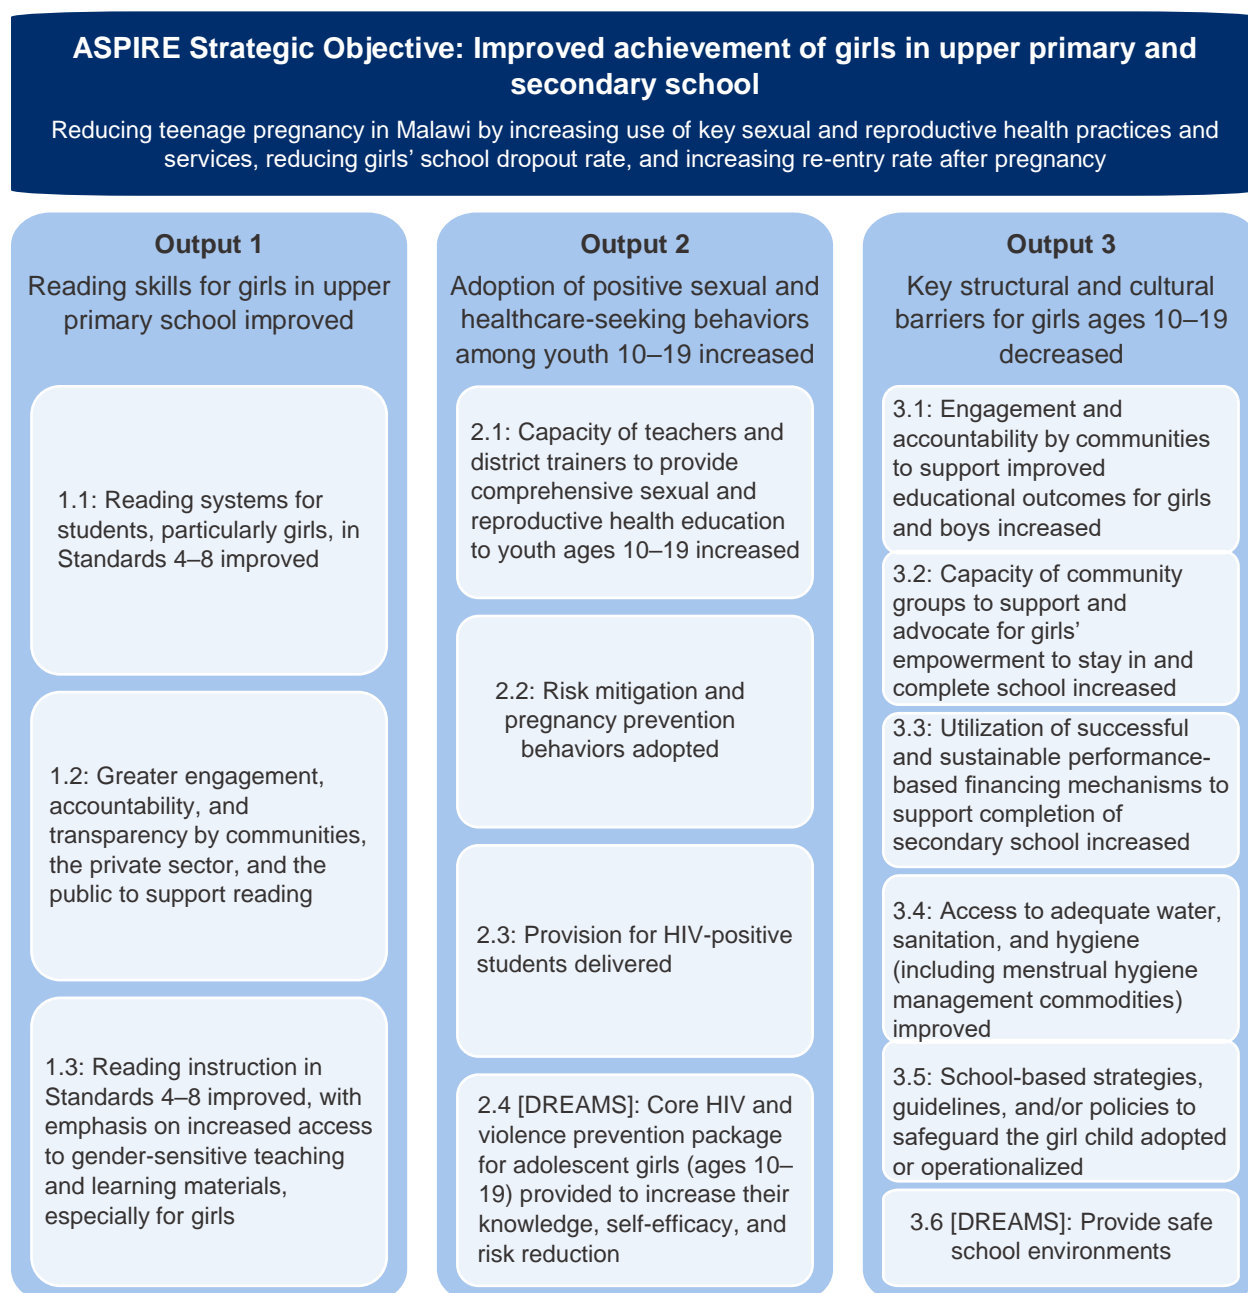 ASPIRE Strategic Objective: Improved achievement of girls in upper primary and
secondary school
Reducing teenage pregnancy in Malawi by increasing use of key sexual and reproductive health practices and
services, reducing girls’ school dropout rate, and increasing re-entry rate after pregnancy
Output 1
Reading skills for girls in upper
primary school improved
1.1: Reading systems for
students, particularly girls, in
Standards 4–8 improved
1.2: Greater engagement,
accountability, and
transparency by communities,
the private sector, and the
public to support reading
1.3: Reading instruction in
Standards 4–8 improved, with
emphasis on increased access
to gender-sensitive teaching
and learning materials,
especially for girls
Output 2
Adoption of positive sexual and
healthcare-seeking behaviors
among youth 10–19 increased
2.1: Capacity of teachers and
district trainers to provide
comprehensive sexual and
reproductive health education
to youth ages 10–19 increased
2.2: Risk mitigation and
pregnancy prevention
behaviors adopted
2.3: Provision for HIV-positive
students delivered
2.4 [DREAMS]: Core HIV and
violence prevention package
for adolescent girls (ages 10–
19) provided to increase their
knowledge, self-efficacy, and
risk reduction
Output 3
Key structural and cultural
barriers for girls ages 10–19
decreased
3.1: Engagement and
accountability by communities
to support improved
educational outcomes for girls
and boys increased
3.2: Capacity of community
groups to support and
advocate for girls’
empowerment to stay in and
complete school increased
3.3: Utilization of successful
and sustainable performance-
based financing mechanisms to
support completion of
secondary school increased
3.4: Access to adequate water,
sanitation, and hygiene
(including menstrual hygiene
management commodities)
improved
3.5: School-based strategies,
guidelines, and/or policies to
safeguard the girl child adopted
or operationalized
3.6 [DREAMS]: Provide safe
school environments